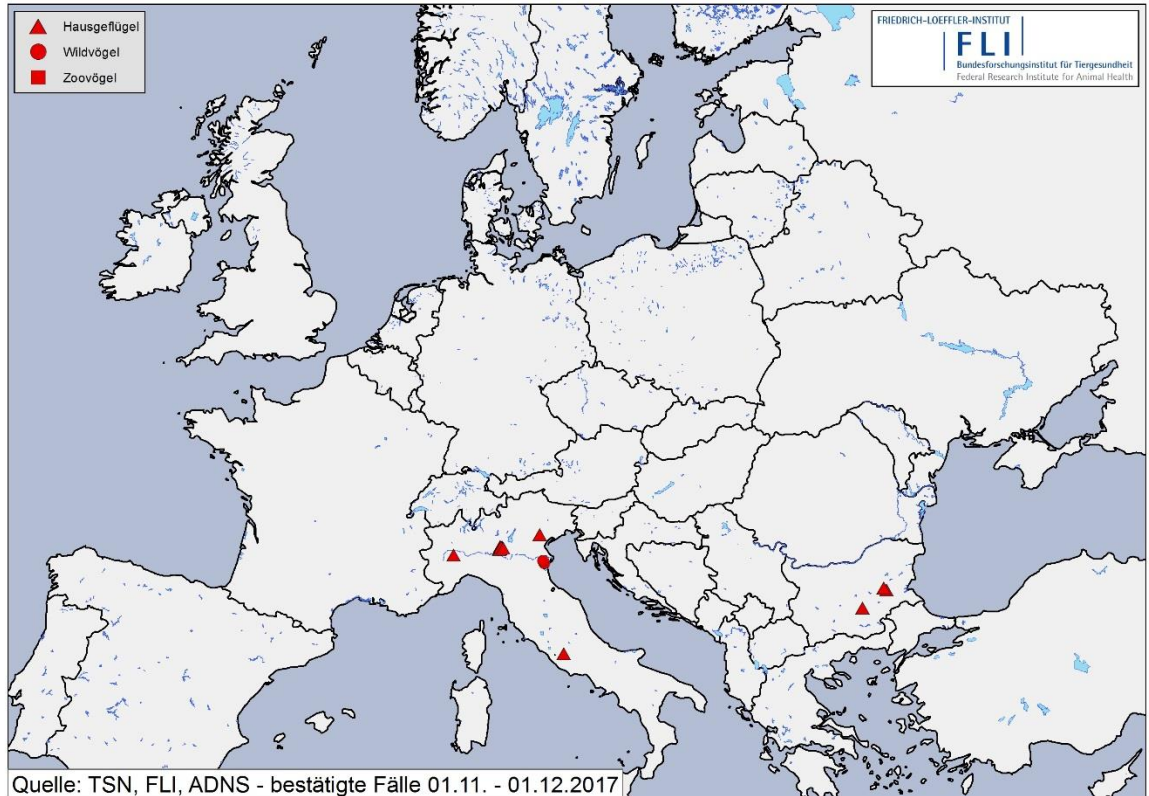 Hausgeflügel
Wildvögel
Zoovögel
FRIEDRICH-LOEFFLER-INSTITUT
FLI
Bundesforschungsinstitut für Tiergesundheit
Federal Research Institute for Animal Health
Quelle: TSN, FLI, ADNS - bestätigte Fälle 01.11. - 01.12.2017